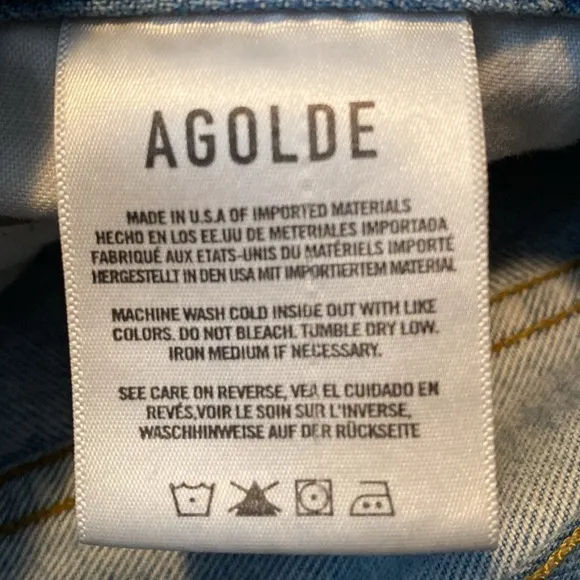 AGOLDE
MADE IN U.S.A OF IMPORTED MATERIALS
HECHO EN LOS EE.UU DE METERIALES IMPORTADA
FABRIQUÉ AUX ETATS-UNIS DU MATÉRIELS IMPORTÉ
HERGESTELLT IN DEN USA MIT IMPORTIERTEM MATERIAL
MACHINE WASH COLD INSIDE OUT WITH LIKE
COLORS. DO NOT BLEACH. TUMBLE DRY LOW.
IRON MEDIUM IF NECESSARY.
SEE CARE ON REVERSE, VEA EL CUIDADO EN
REVÉS,VOIR LE SOIN SUR L'INVERSE,
WASCHHINWEISE AUF DER RÜCKSEITE